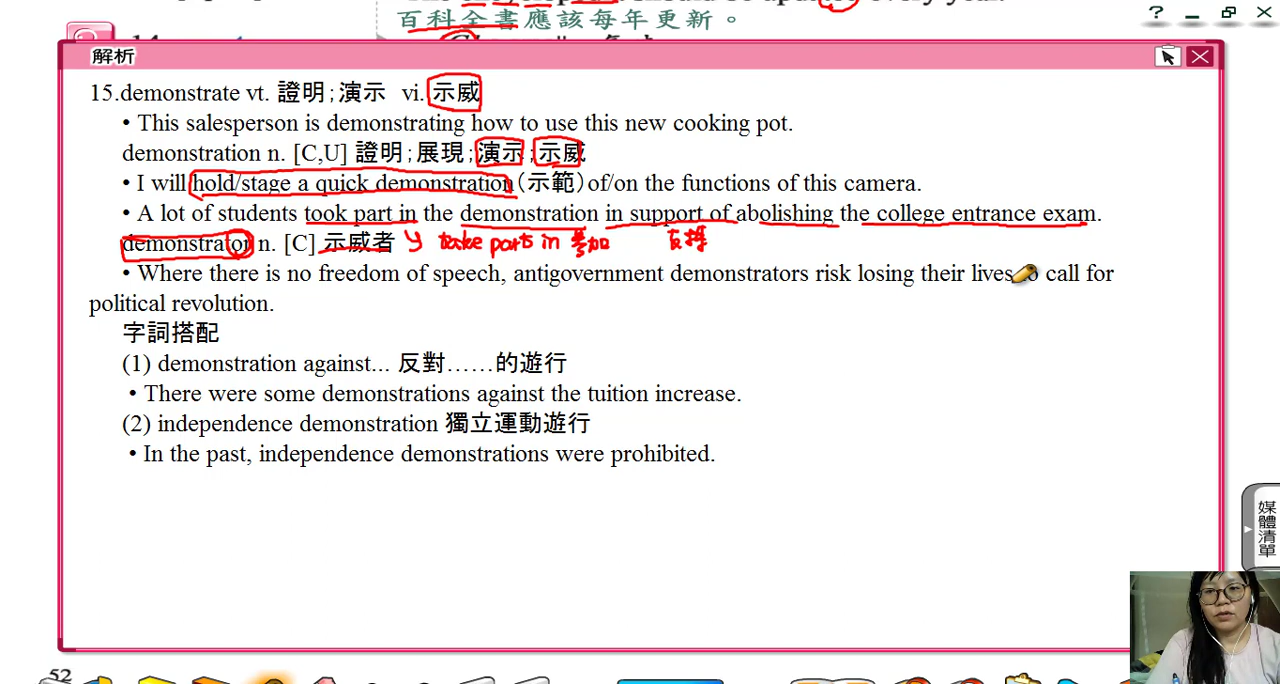 百科全書應該每年更新。
解析
15.demonstrate vt. 證明;演示 vi. 示威
• This salesperson is demonstrating how to use this new cooking pot.
demonstration n. [C,U] 證明;展現;演示;示威
• I will hold/stage a quick demonstration(示範)of/on the functions of this camera.
• A lot of students took part in the demonstration in support of abolishing the college entrance exam.
demonstrator n. [C] 示威者 take parts in 參加 支持
• Where there is no freedom of speech, antigovernment demonstrators risk losing their lives to call for
political revolution.
字詞搭配
(1) demonstration against... 反對……的遊行
• There were some demonstrations against the tuition increase.
(2) independence demonstration 獨立運動遊行
• In the past, independence demonstrations were prohibited.
媒體清單
52